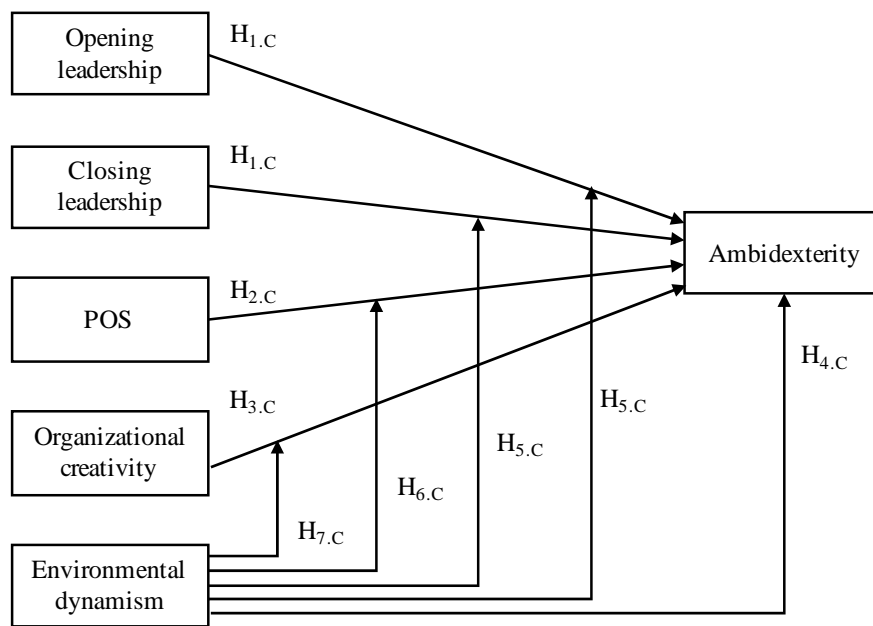 Opening
leadership
H1.C
Closing
leadership
H1.C
Ambidexterity
POS
H2.C
H4.C
Organizational
creativity
H3.C
H5.C
H5.C
H6.C
H7.C
Environmental
dynamism